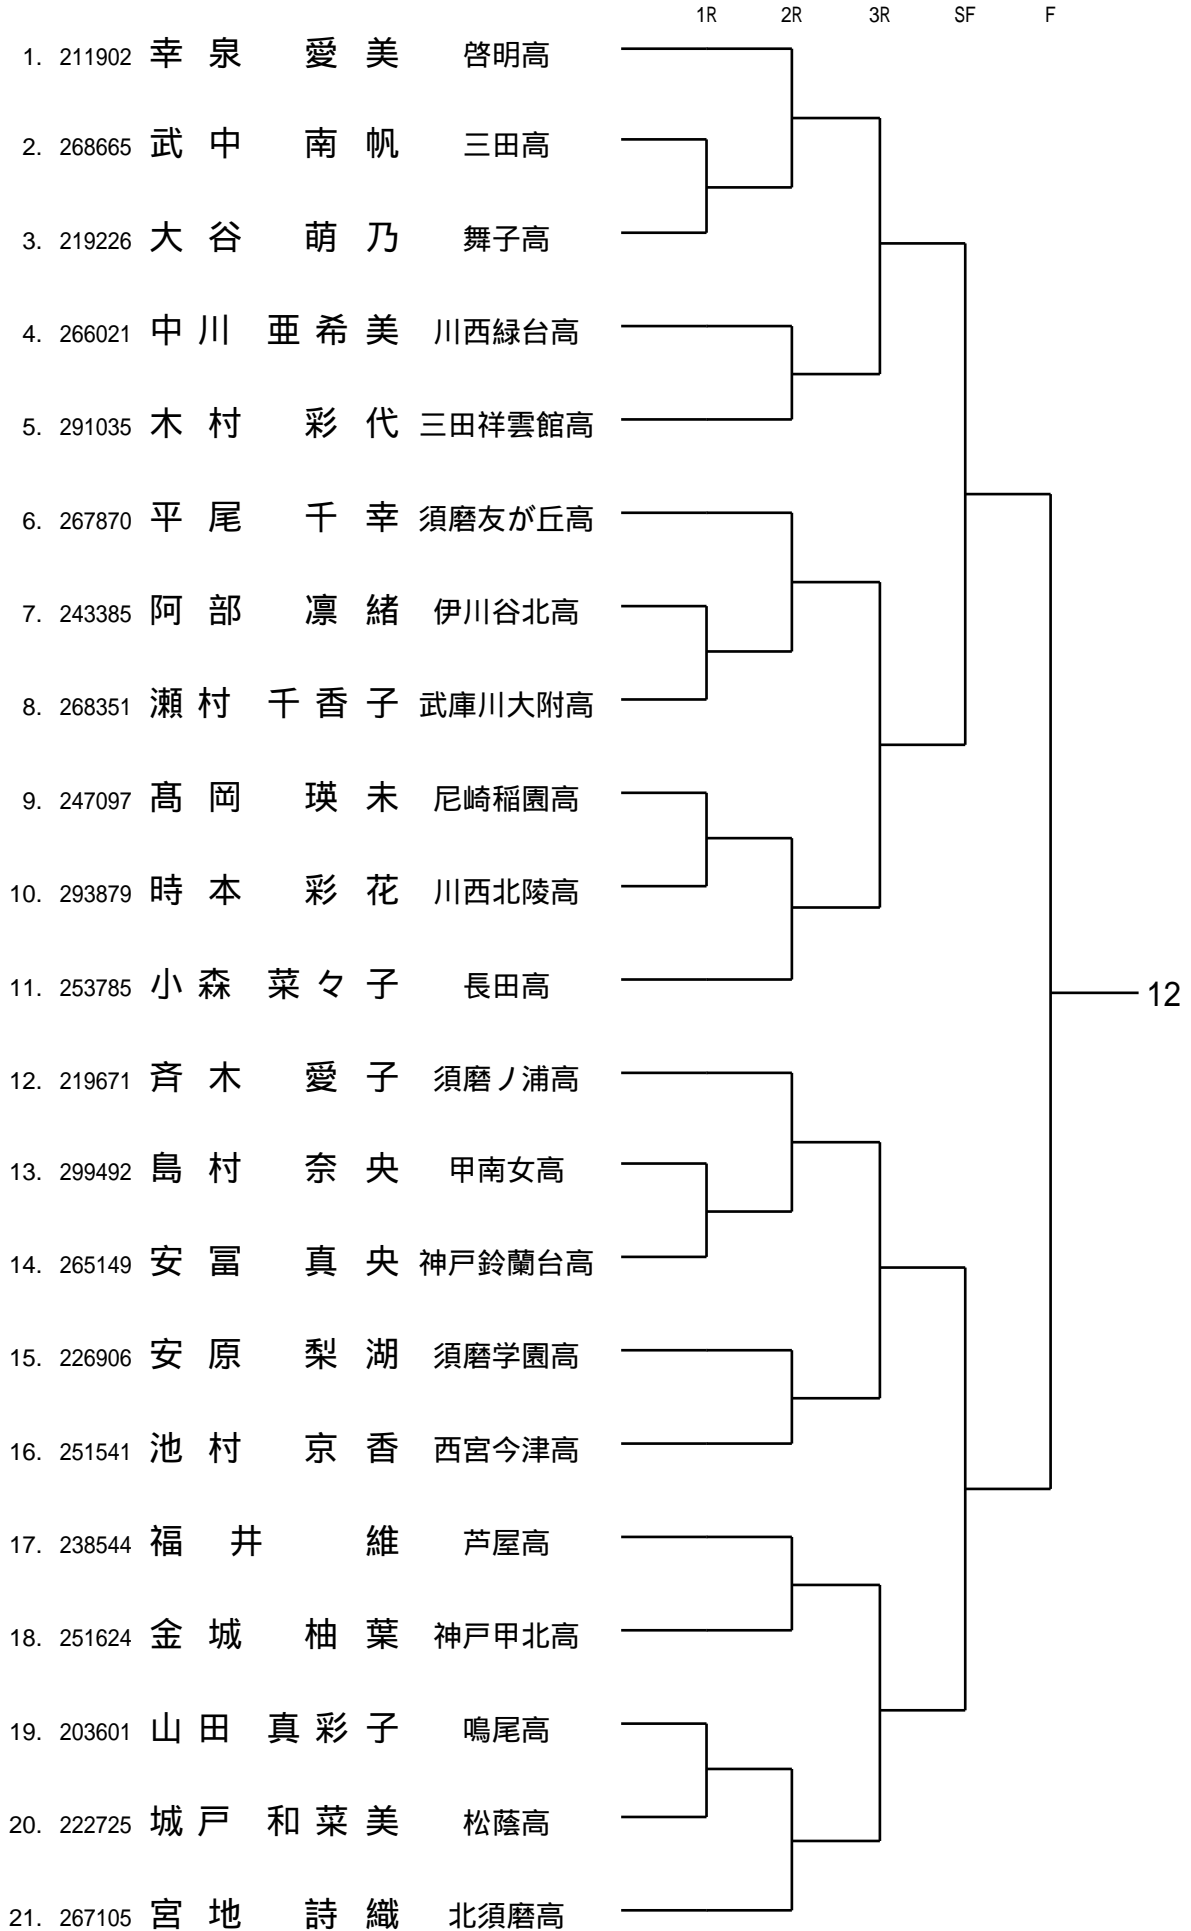 1R 2R 3R SF F
1. 211902 幸泉 愛美 啓明高
2. 268665 武中 南帆 三田高
3. 219226 大谷 萌乃 舞子高
4. 266021 中川 亜希美 川西緑台高
5. 291035 木村 彩代 三田祥雲館高
6. 267870 平尾 千幸 須磨友が丘高
7. 243385 阿部 凛緒 伊川谷北高
8. 268351 瀬村 千香子 武庫川大附高
9. 247097 髙岡 瑛未 尼崎稲園高
10. 293879 時本 彩花 川西北陵高
11. 253785 小森 菜々子 長田高
12
12. 219671 斉木 愛子 須磨ノ浦高
13. 299492 島村 奈央 甲南女高
14. 265149 安冨 真央 神戸鈴蘭台高
15. 226906 安原 梨湖 須磨学園高
16. 251541 池村 京香 西宮今津高
17. 238544 福井 維 芦屋高
18. 251624 金城 柚葉 神戸甲北高
19. 203601 山田 真彩子 鳴尾高
20. 222725 城戸 和菜美 松蔭高
21. 267105 宮地 詩織 北須磨高